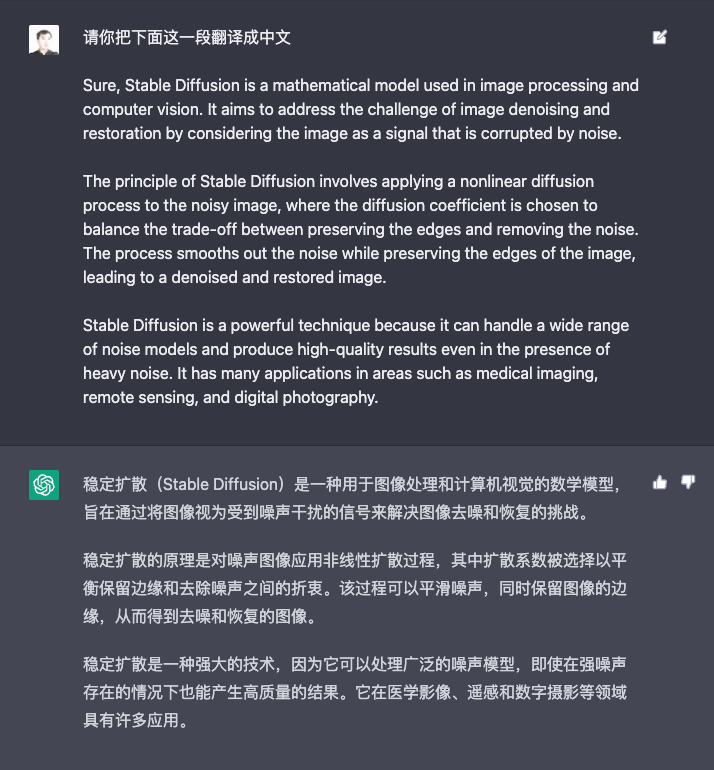 请你把下面这一段翻译成中文
Sure, Stable Diffusion is a mathematical model used in image processing and
computer vision. It aims to address the challenge of image denoising and
restoration by considering the image as a signal that is corrupted by noise.
The principle of Stable Diffusion involves applying a nonlinear diffusion
process to the noisy image, where the diffusion coefficient is chosen to
balance the trade-off between preserving the edges and removing the noise.
The process smooths out the noise while preserving the edges of the image,
leading to a denoised and restored image.
Stable Diffusion is a powerful technique because it can handle a wide range
of noise models and produce high-quality results even in the presence of
heavy noise. It has many applications in areas such as medical imaging,
remote sensing, and digital photography.
稳定扩散（Stable Diffusion）是一种用于图像处理和计算机视觉的数学模型，
旨在通过将图像视为受到噪声干扰的信号来解决图像去噪和恢复的挑战。
稳定扩散的原理是对噪声图像应用非线性扩散过程，其中扩散系数被选择以平
衡保留边缘和去除噪声之间的折衷。该过程可以平滑噪声，同时保留图像的边
缘，从而得到去噪和恢复的图像。
稳定扩散是一种强大的技术，因为它可以处理广泛的噪声模型，即使在强噪声
存在的情况下也能产生高质量的结果。它在医学影像、遥感和数字摄影等领域
具有许多应用。